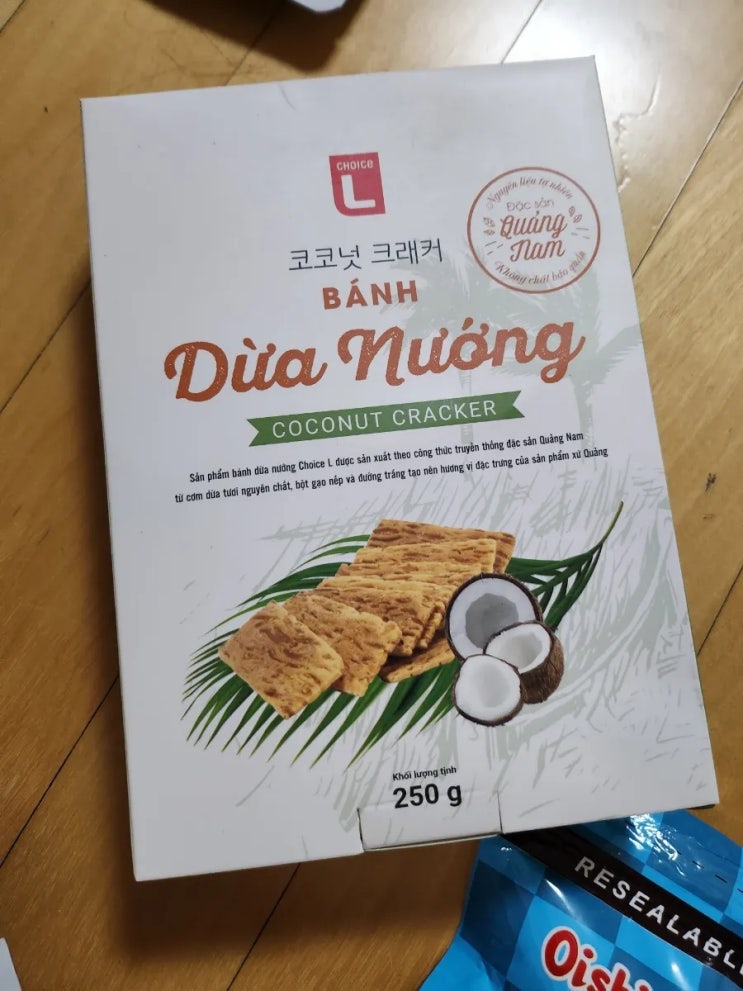 CHOICE
L
Nguyên liệu tự nhiên
Đặc sản
Quảng
Nam
Không chất bảo quản
코코넛 크래커
BÁNH
Dừa Nướng
COCONUT CRACKER
Sản phẩm bánh dừa nướng Choice L được sản xuất theo công thức truyền thống đặc sản Quảng Nam
từ cơm dừa tươi nguyên chất, bột gạo nếp và đường trắng tạo nên hương vị đặc trưng của sản phẩm xứ Quảng
Khối lượng tịnh
250 g
RESEALABL
Oishi